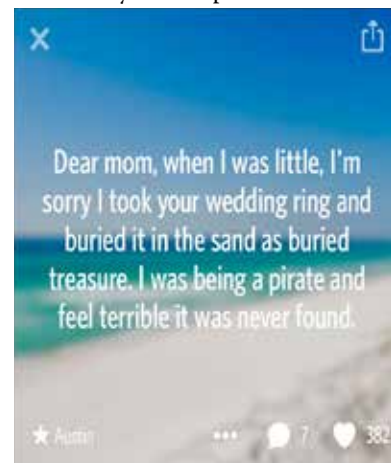 Dear mom, when I was little, I'm
sorry I took your wedding ring and
buried it in the sand as buried
treasure. I was being a pirate and
feel terrible it was never found.
Austin
7
382